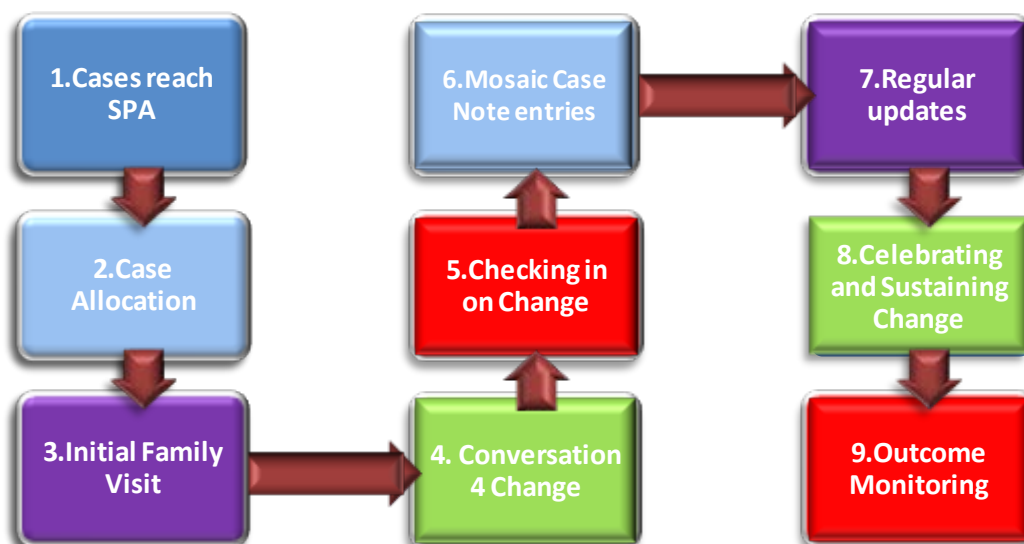 1.Cases reach
SPA
2.Case
Allocation
3.Initial Family
Visit
4. Conversation
4 Change
5.Checking in
on Change
6.Mosaic Case
Note entries
7.Regular
updates
8.Celebrating
and Sustaining
Change
9.Outcome
Monitoring